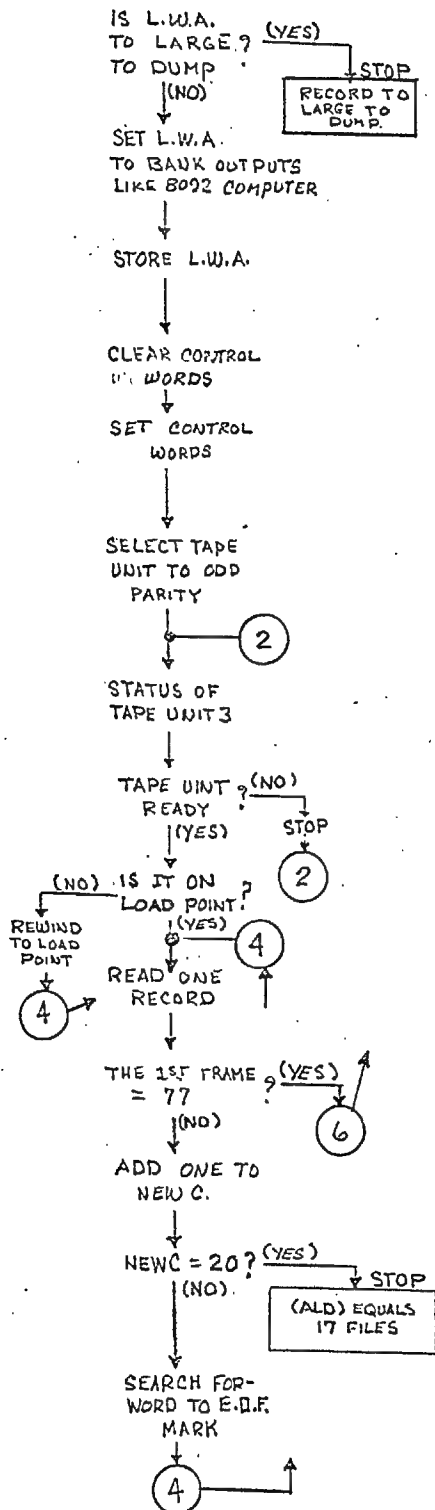 IS L.W.A.
TO LARGE ? (YES)
TO DUMP
STOP
(NO)
RECORD TO
LARGE TO
DUMP.
SET L.W.A.
TO BANK OUTPUTS
LIKE 8092 COMPUTER
STORE L.W.A.
CLEAR CONTROL
WORDS
SET CONTROL
WORDS
SELECT TAPE
UNIT TO ODD
PARITY
2
STATUS OF
TAPE UNIT 3
TAPE UINT ? (NO)
READY
(YES)
STOP
2
(NO) IS IT ON
LOAD POINT?
(YES)
4
REWIND
TO LOAD
POINT
4
READ ONE
RECORD
THE 1ST FRAME ? (YES)
= 77
(NO)
6
ADD ONE TO
NEW C.
NEWC = 20? (YES)
(NO)
STOP
(ALD) EQUALS
17 FILES
SEARCH FOR-
WORD TO E.O.F.
MARK
4